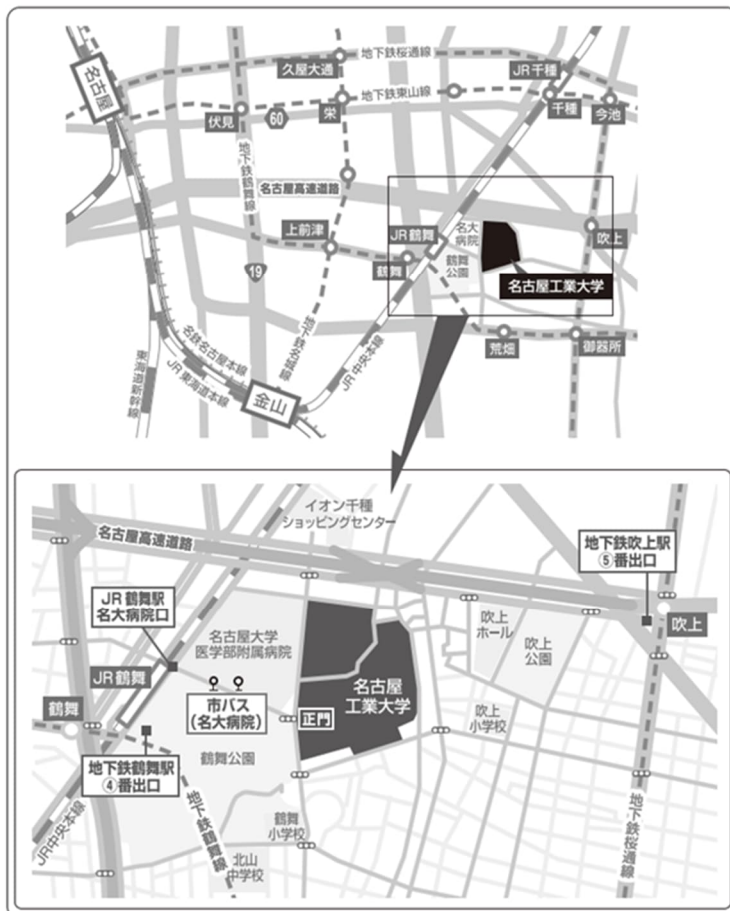 地下鉄桜通線
久屋大通
JR千種
名古屋
地下鉄東山線
伏見
60
栄
千種
今池
地下鉄鶴舞線
名古屋高速道路
上前津
JR鶴舞
名大
病院
吹上
鶴舞
鶴舞
公園
19
名古屋工業大学
地下鉄名城線
JR中央本線
荒畑
御器所
名鉄名古屋本線
JR東海道本線
東海道新幹線
金山
イオン千種
ショッピングセンター
名古屋高速道路
地下鉄吹上駅
⑤番出口
JR鶴舞駅
名大病院口
名古屋大学
医学部附属病院
吹上
ホール
吹上
公園
吹上
JR鶴舞
名古屋
工業大学
市バス
(名大病院)
鶴舞
正門
吹上
小学校
地下鉄鶴舞駅
④番出口
鶴舞公園
地下鉄鶴舞線
地下鉄桜通線
JR中央本線
鶴舞
小学校
北山
中学校